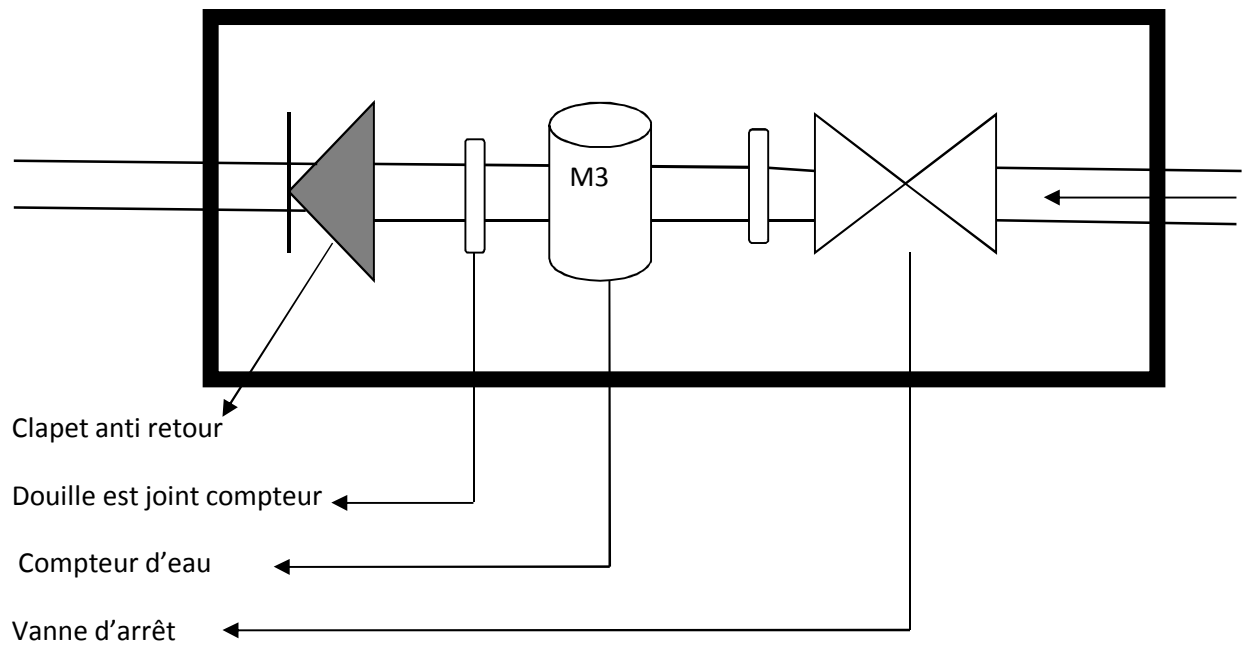 M3
Clapet anti retour
Douille est joint compteur
Compteur d’eau
Vanne d’arrêt